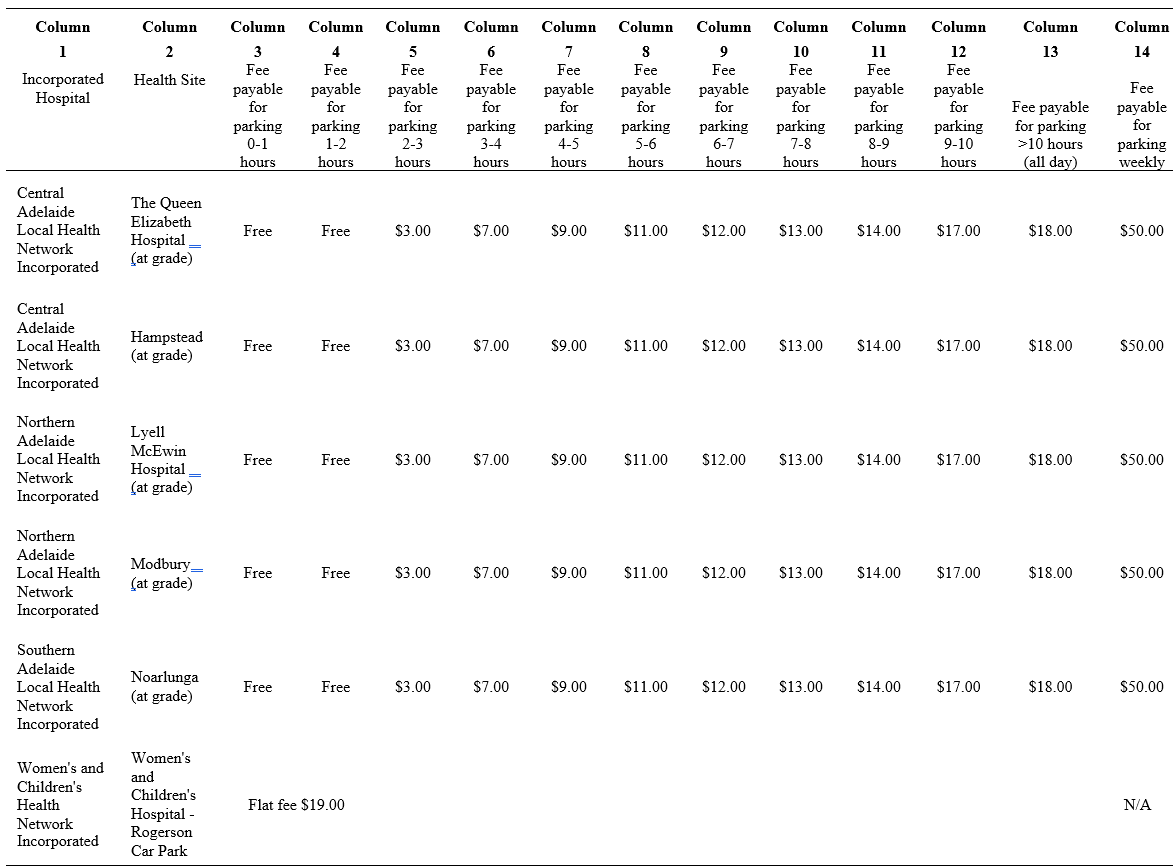 Column Column Column Column Column Column Column Column Column Column Column Column Column Column
1 2 3 4 5 6 7 8 9 10 11 12 13 14
Incorporated Hospital Health Site Fee payable for parking 0-1 hours Fee payable for parking 1-2 hours Fee payable for parking 2-3 hours Fee payable for parking 3-4 hours Fee payable for parking 4-5 hours Fee payable for parking 5-6 hours Fee payable for parking 6-7 hours Fee payable for parking 7-8 hours Fee payable for parking 8-9 hours Fee payable for parking 9-10 hours Fee payable for parking >10 hours (all day) Fee payable for parking weekly
Central Adelaide Local Health Network Incorporated The Queen Elizabeth Hospital (at grade) Free Free $3.00 $7.00 $9.00 $11.00 $12.00 $13.00 $14.00 $17.00 $18.00 $50.00
Central Adelaide Local Health Network Incorporated Hampstead (at grade) Free Free $3.00 $7.00 $9.00 $11.00 $12.00 $13.00 $14.00 $17.00 $18.00 $50.00
Northern Adelaide Local Health Network Incorporated Lyell McEwin Hospital (at grade) Free Free $3.00 $7.00 $9.00 $11.00 $12.00 $13.00 $14.00 $17.00 $18.00 $50.00
Northern Adelaide Local Health Network Incorporated Modbury (at grade) Free Free $3.00 $7.00 $9.00 $11.00 $12.00 $13.00 $14.00 $17.00 $18.00 $50.00
Southern Adelaide Local Health Network Incorporated Noarlunga (at grade) Free Free $3.00 $7.00 $9.00 $11.00 $12.00 $13.00 $14.00 $17.00 $18.00 $50.00
Women's and Children's Health Network Incorporated Women's and Children's Hospital - Rogerson Car Park Flat fee $19.00 N/A